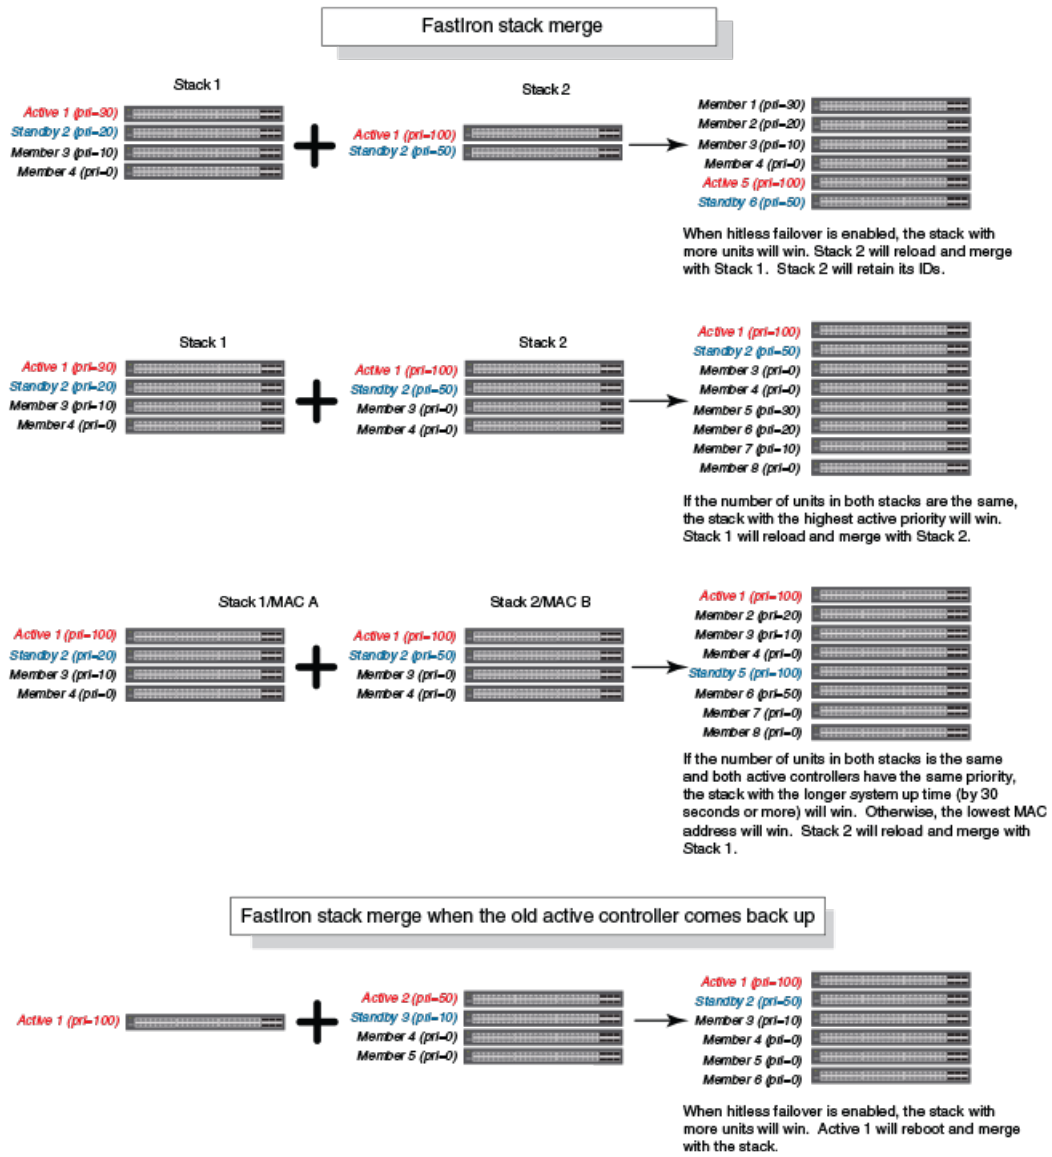 FastIron stack merge
Stack 1
Active 1 (pri=30)
Standby 2 (pri=20)
Member 3 (pri=10)
Member 4 (pri=0)
Stack 2
Active 1 (pri=100)
Standby 2 (pri=50)
Member 1 (pri=30)
Member 2 (pri=20)
Member 3 (pri=10)
Member 4 (pri=0)
Active 5 (pri=100)
Standby 6 (pri=50)
When hitless failover is enabled, the stack with
more units will win. Stack 2 will reload and merge
with Stack 1. Stack 2 will retain its IDs.
Stack 1
Active 1 (pri=30)
Standby 2 (pri=20)
Member 3 (pri=10)
Member 4 (pri=0)
Stack 2
Active 1 (pri=100)
Standby 2 (pri=50)
Member 3 (pri=0)
Member 4 (pri=0)
Active 1 (pri=100)
Standby 2 (pri=50)
Member 3 (pri=0)
Member 4 (pri=0)
Member 5 (pri=30)
Member 6 (pri=20)
Member 7 (pri=10)
Member 8 (pri=0)
If the number of units in both stacks are the same,
the stack with the highest active priority will win.
Stack 1 will reload and merge with Stack 2.
Stack 1/MAC A
Active 1 (pri=100)
Standby 2 (pri=20)
Member 3 (pri=10)
Member 4 (pri=0)
Stack 2/MAC B
Active 1 (pri=100)
Standby 2 (pri=50)
Member 3 (pri=0)
Member 4 (pri=0)
Active 1 (pri=100)
Member 2 (pri=20)
Member 3 (pri=10)
Member 4 (pri=0)
Standby 5 (pri=100)
Member 6 (pri=50)
Member 7 (pri=0)
Member 8 (pri=0)
If the number of units in both stacks is the same
and both active controllers have the same priority,
the stack with the longer system up time (by 30
seconds or more) will win. Otherwise, the lowest MAC
address will win. Stack 2 will reload and merge with
Stack 1.
FastIron stack merge when the old active controller comes back up
Active 1 (pri=100)
Active 2 (pri=50)
Standby 3 (pri=10)
Member 4 (pri=0)
Member 5 (pri=0)
Active 1 (pri=100)
Standby 2 (pri=50)
Member 3 (pri=10)
Member 4 (pri=0)
Member 5 (pri=0)
Member 6 (pri=0)
When hitless failover is enabled, the stack with
more units will win. Active 1 will reboot and merge
with the stack.